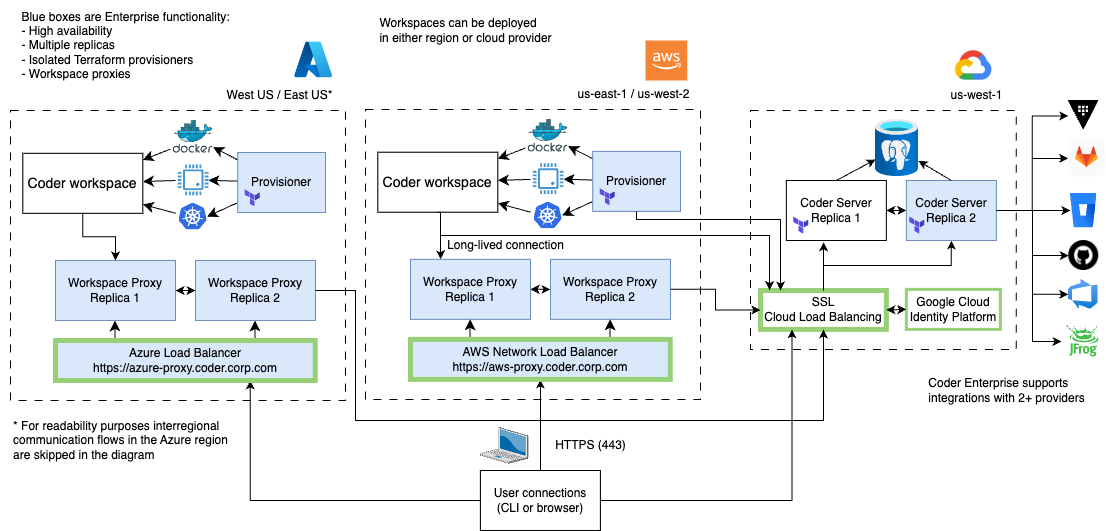 Blue boxes are Enterprise functionality:
- High availability
- Multiple replicas
- Isolated Terraform provisioners
- Workspace proxies
Workspaces can be deployed
in either region or cloud provider
aws
West US / East US*
us-east-1 / us-west-2
us-west-1
docker
Coder workspace
Provisioner
docker
Coder workspace
Provisioner
Coder Server
Replica 1
Coder Server
Replica 2
Long-lived connection
Workspace Proxy
Replica 1
Workspace Proxy
Replica 2
Workspace Proxy
Replica 1
Workspace Proxy
Replica 2
SSL
Cloud Load Balancing
Google Cloud
Identity Platform
Azure Load Balancer
https://azure-proxy.coder.corp.com
AWS Network Load Balancer
https://aws-proxy.coder.corp.com
JFrog
Coder Enterprise supports
integrations with 2+ providers
* For readability purposes interregional
communication flows in the Azure region
are skipped in the diagram
HTTPS (443)
User connections
(CLI or browser)